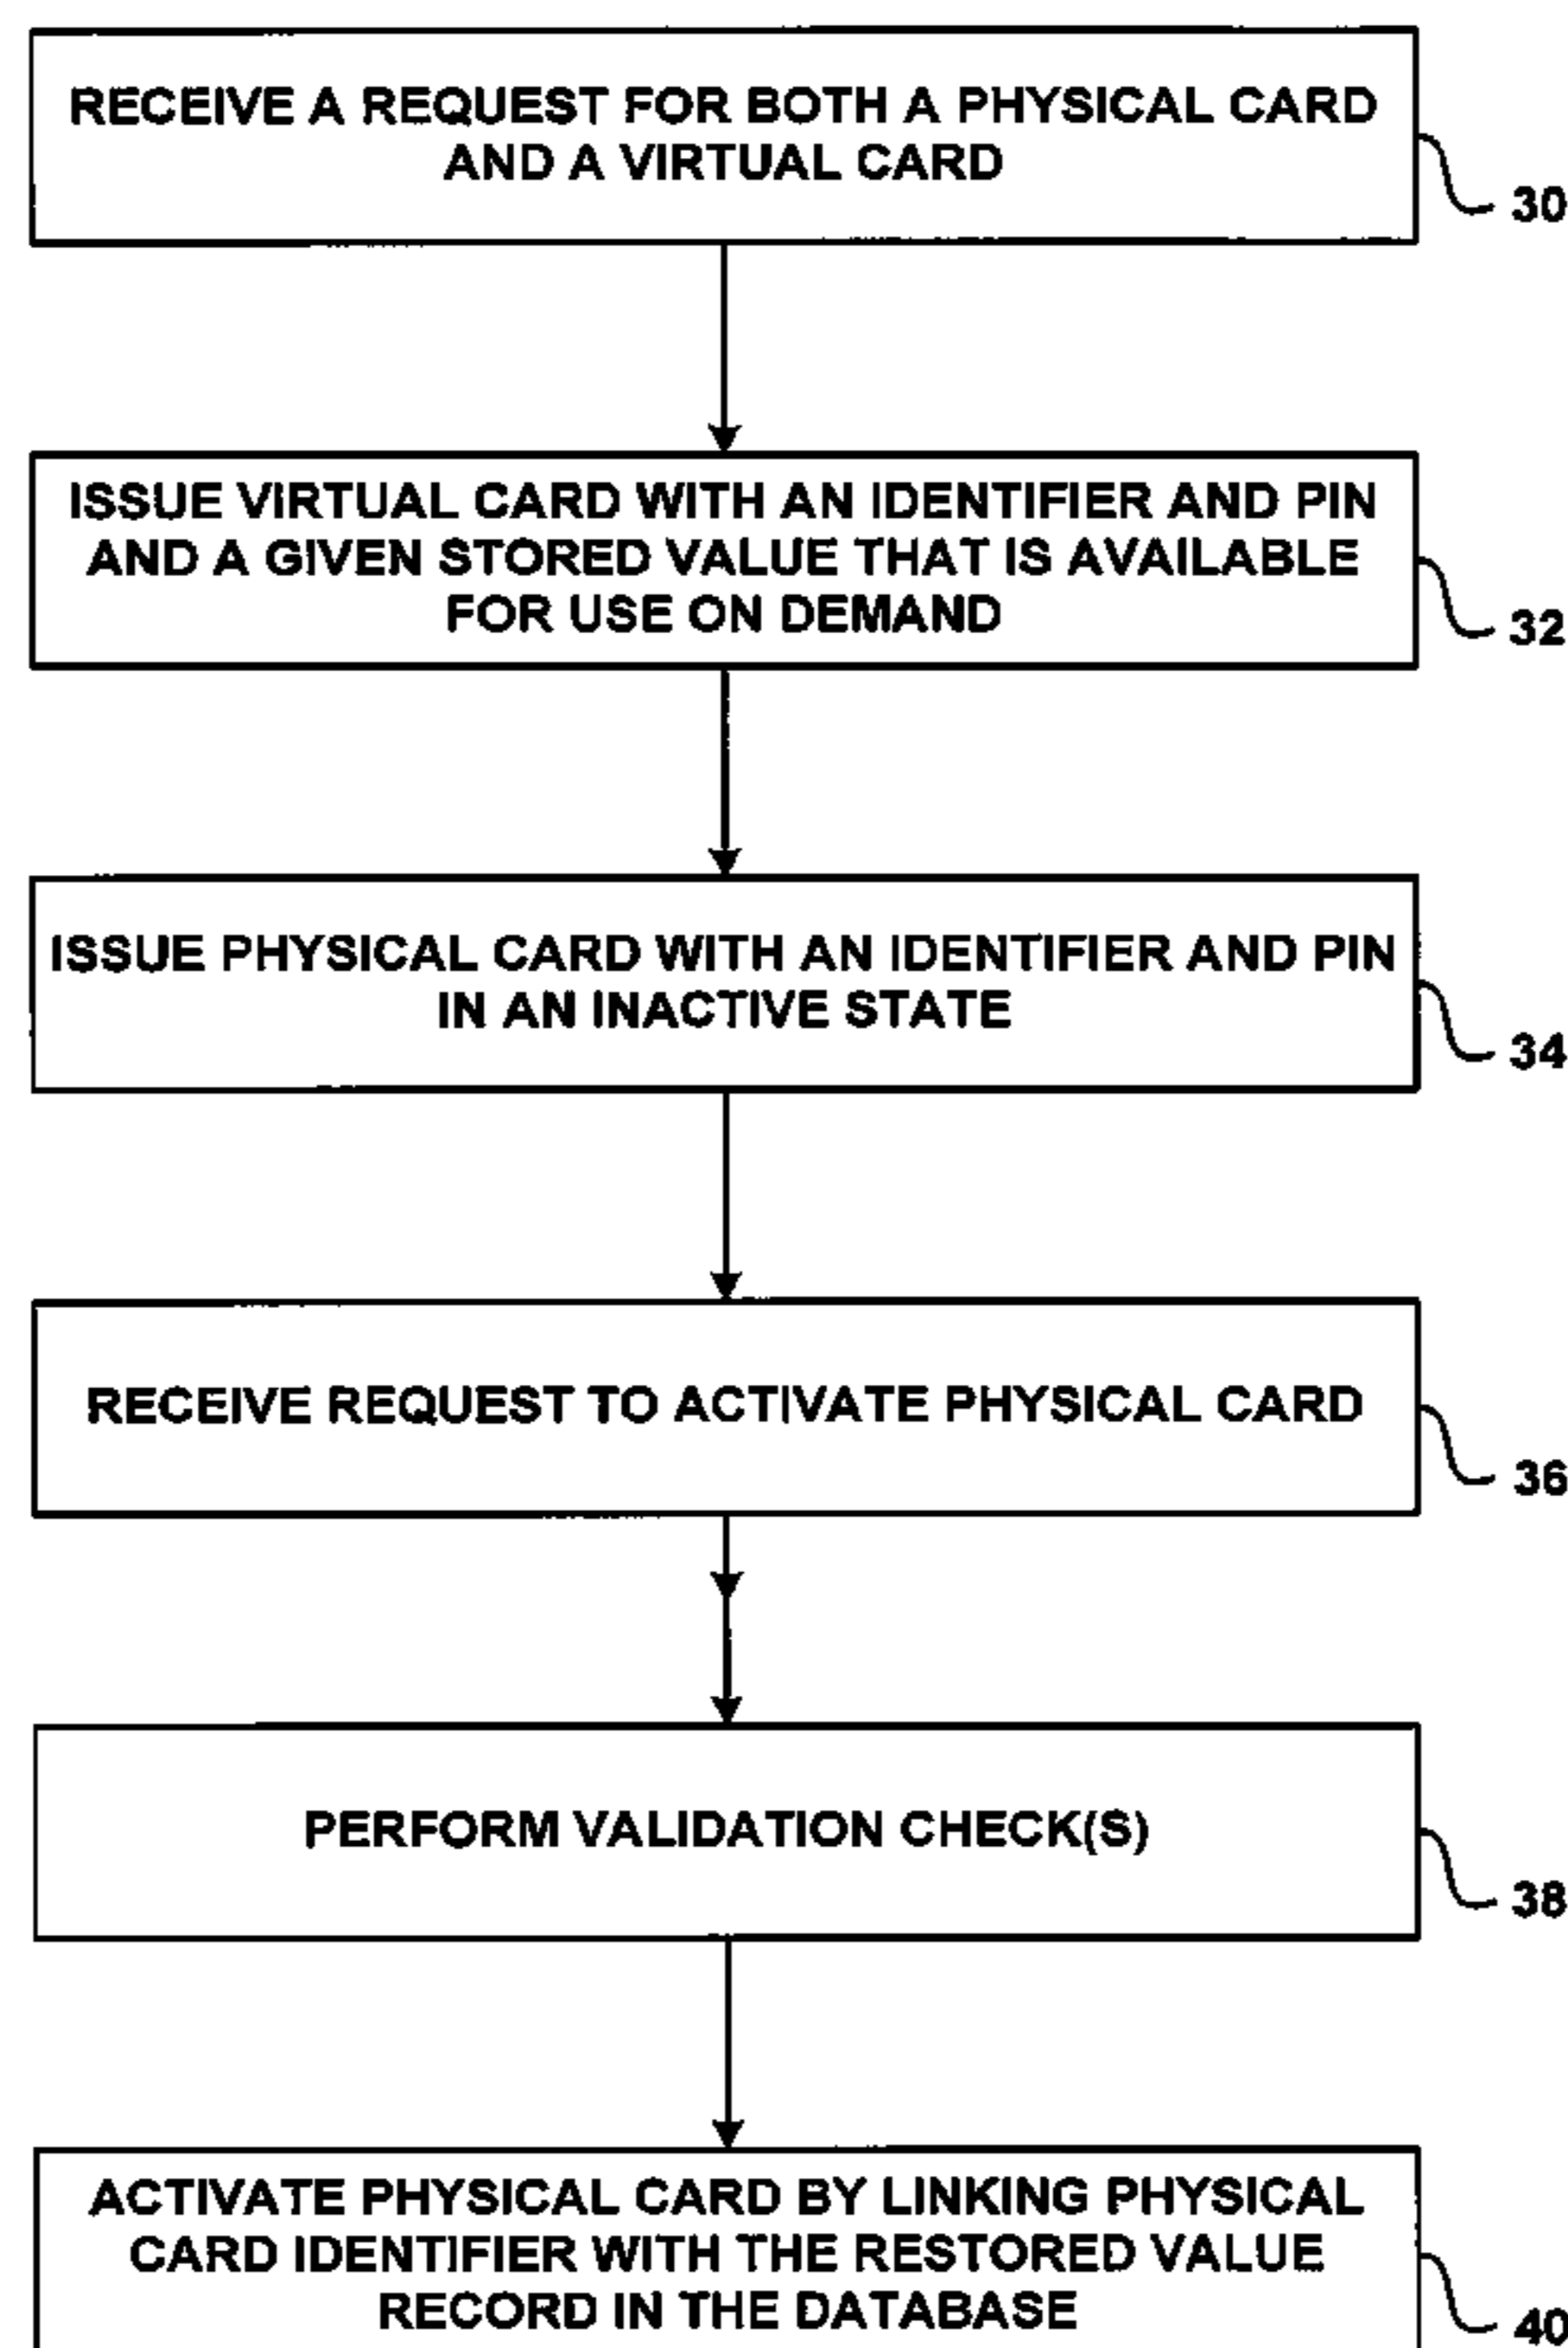 RECEIVE A REQUEST FOR BOTH A PHYSICAL CARD
AND A VIRTUAL CARD
30
ISSUE VIRTUAL CARD WITH AN IDENTIFIER AND PIN
AND A GIVEN STORED VALUE THAT IS AVAILABLE
FOR USE ON DEMAND
32
ISSUE PHYSICAL CARD WITH AN IDENTIFIER AND PIN
IN AN INACTIVE STATE
34
RECEIVE REQUEST TO ACTIVATE PHYSICAL CARD
36
PERFORM VALIDATION CHECK(S)
38
ACTIVATE PHYSICAL CARD BY LINKING PHYSICAL
CARD IDENTIFIER WITH THE RESTORED VALUE
RECORD IN THE DATABASE
40